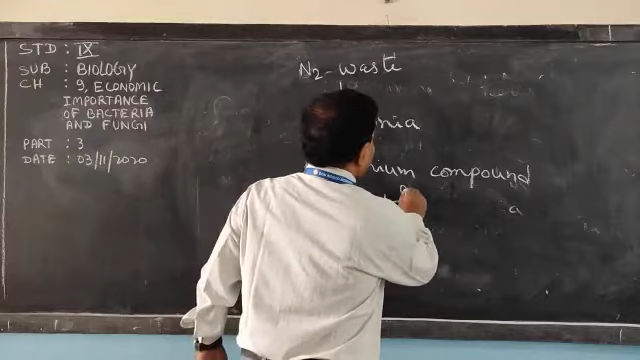 STD : IX
SUB : BIOLOGY
CH : 9, ECONOMIC
IMPORTANCE
OF BACTERIA
AND FUNGI
PART : 3
DATE : 03/11/2020
N2 - waste
nia
nium compound
a